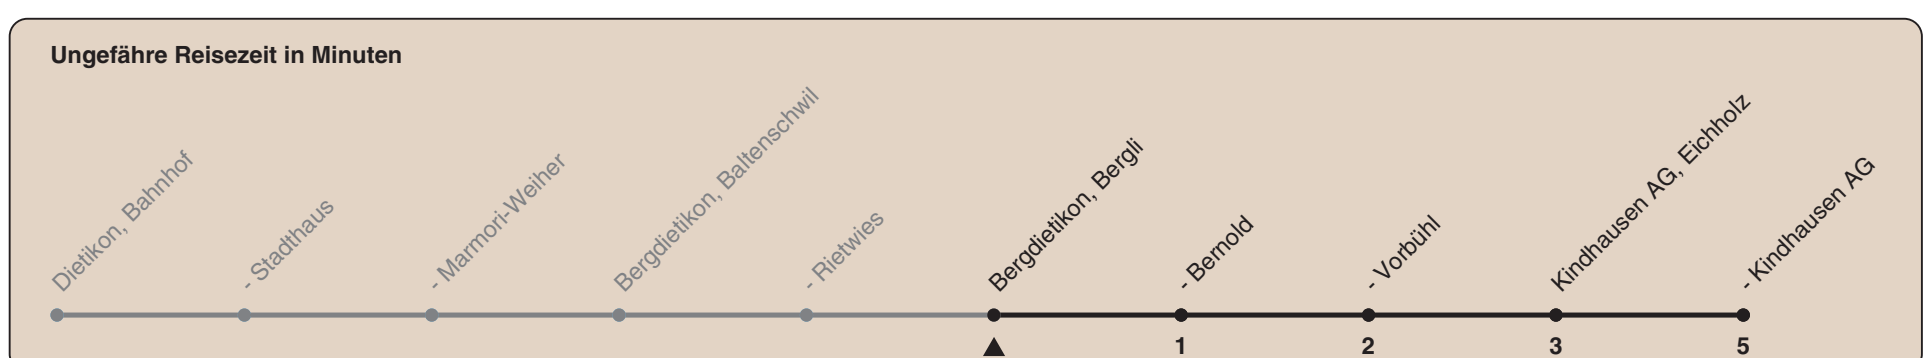 Ungefähre Reisezeit in Minuten
Dietikon, Bahnhof
- Stadthaus
- Marmori-Weiher
Bergdietikon, Baltenschwil
- Rietwies
Bergdietikon, Bergli
- Bernold
- Vorbühl
Kindhausen AG, Eichholz
- Kindhausen AG
1 2 3 5